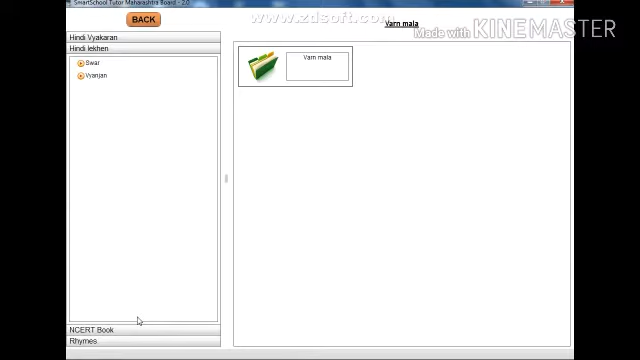 SmartSchool Tutor Maharashtra Board - 2.0
BACK
www.zdsoft.com
Varn mala
Made with KINEMASTER
Hindi Vyakaran
Hindi lekhen
Swar
Vyanjan
Varn mala
NCERT Book
Rhymes